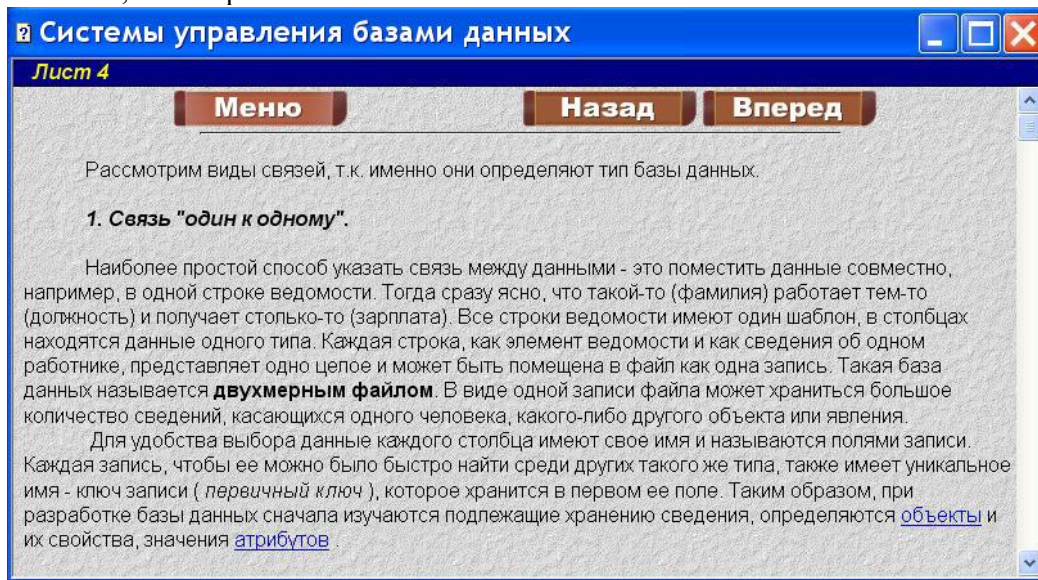 Системы управления базами данных
Лист 4
Меню Назад Вперед
Рассмотрим виды связей, т.к. именно они определяют тип базы данных.
1. Связь "один к одному".
Наиболее простой способ указать связь между данными - это поместить данные совместно,
например, в одной строке ведомости. Тогда сразу ясно, что такой-то (фамилия) работает тем-то
(должность) и получает столько-то (зарплата). Все строки ведомости имеют один шаблон, в столбцах
находятся данные одного типа. Каждая строка, как элемент ведомости и как сведения об одном
работнике, представляет одно целое и может быть помещена в файл как одна запись. Такая база
данных называется двухмерным файлом. В виде одной записи файла может храниться большое
количество сведений, касающихся одного человека, какого-либо другого объекта или явления.
Для удобства выбора данные каждого столбца имеют свое имя и называются полями записи.
Каждая запись, чтобы ее можно было быстро найти среди других такого же типа, также имеет уникальное
имя - ключ записи ( первичный ключ ), которое хранится в первом ее поле. Таким образом, при
разработке базы данных сначала изучаются подлежащие хранению сведения, определяются объекты и
их свойства, значения атрибутов .